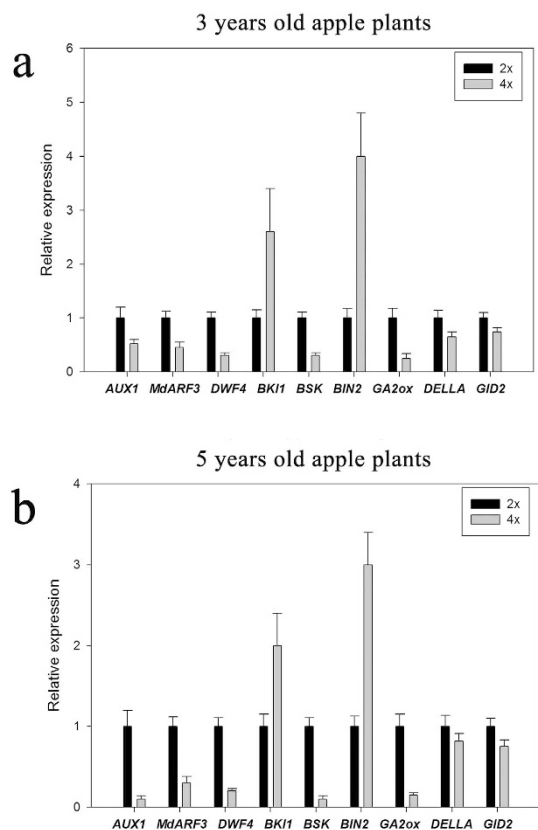 3 years old apple plants
a
2x
4x
Relative expression
6
5
4
3
2
1
0
AUX1 MdARF3 DWF4 BKI1 BSK BIN2 GA2ox DELLA GID2
5 years old apple plants
b
2x
4x
Relative expression
4
3
2
1
0
AUX1 MdARF3 DWF4 BKI1 BSK BIN2 GA2ox DELLA GID2